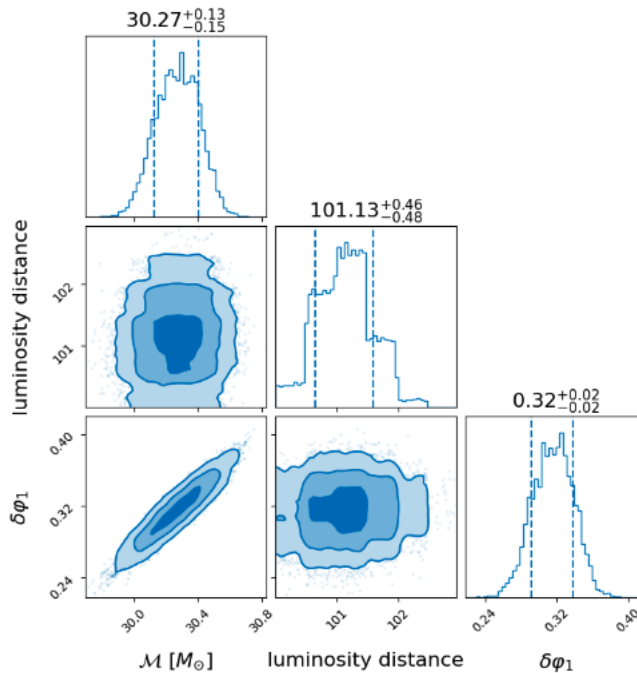 30.27^{+0.13}_{-0.15}
101.13^{+0.46}_{-0.48}
luminosity distance
102
101
0.32^{+0.02}_{-0.02}
δφ₁
0.40
0.32
0.24
30.0 30.4 30.8
101 102
0.24 0.32 0.40
ℳ [M_⊙] luminosity distance δφ₁